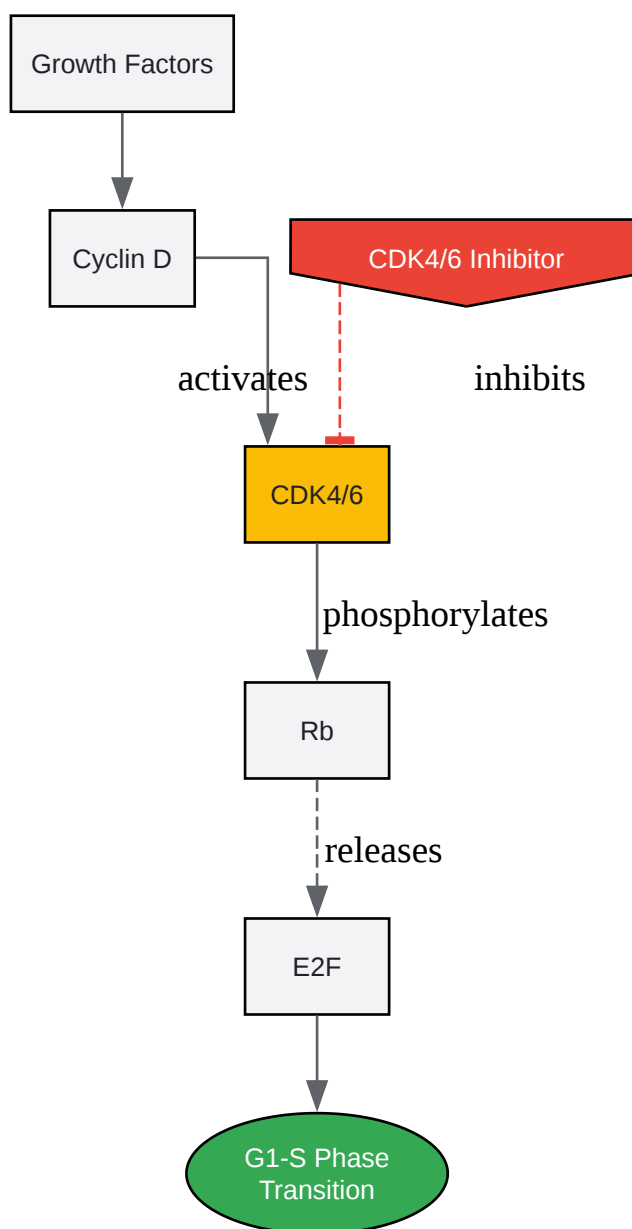 Growth Factors
Cyclin D
CDK4/6 Inhibitor
activates
inhibits
CDK4/6
phosphorylates
Rb
releases
E2F
G1-S Phase
Transition